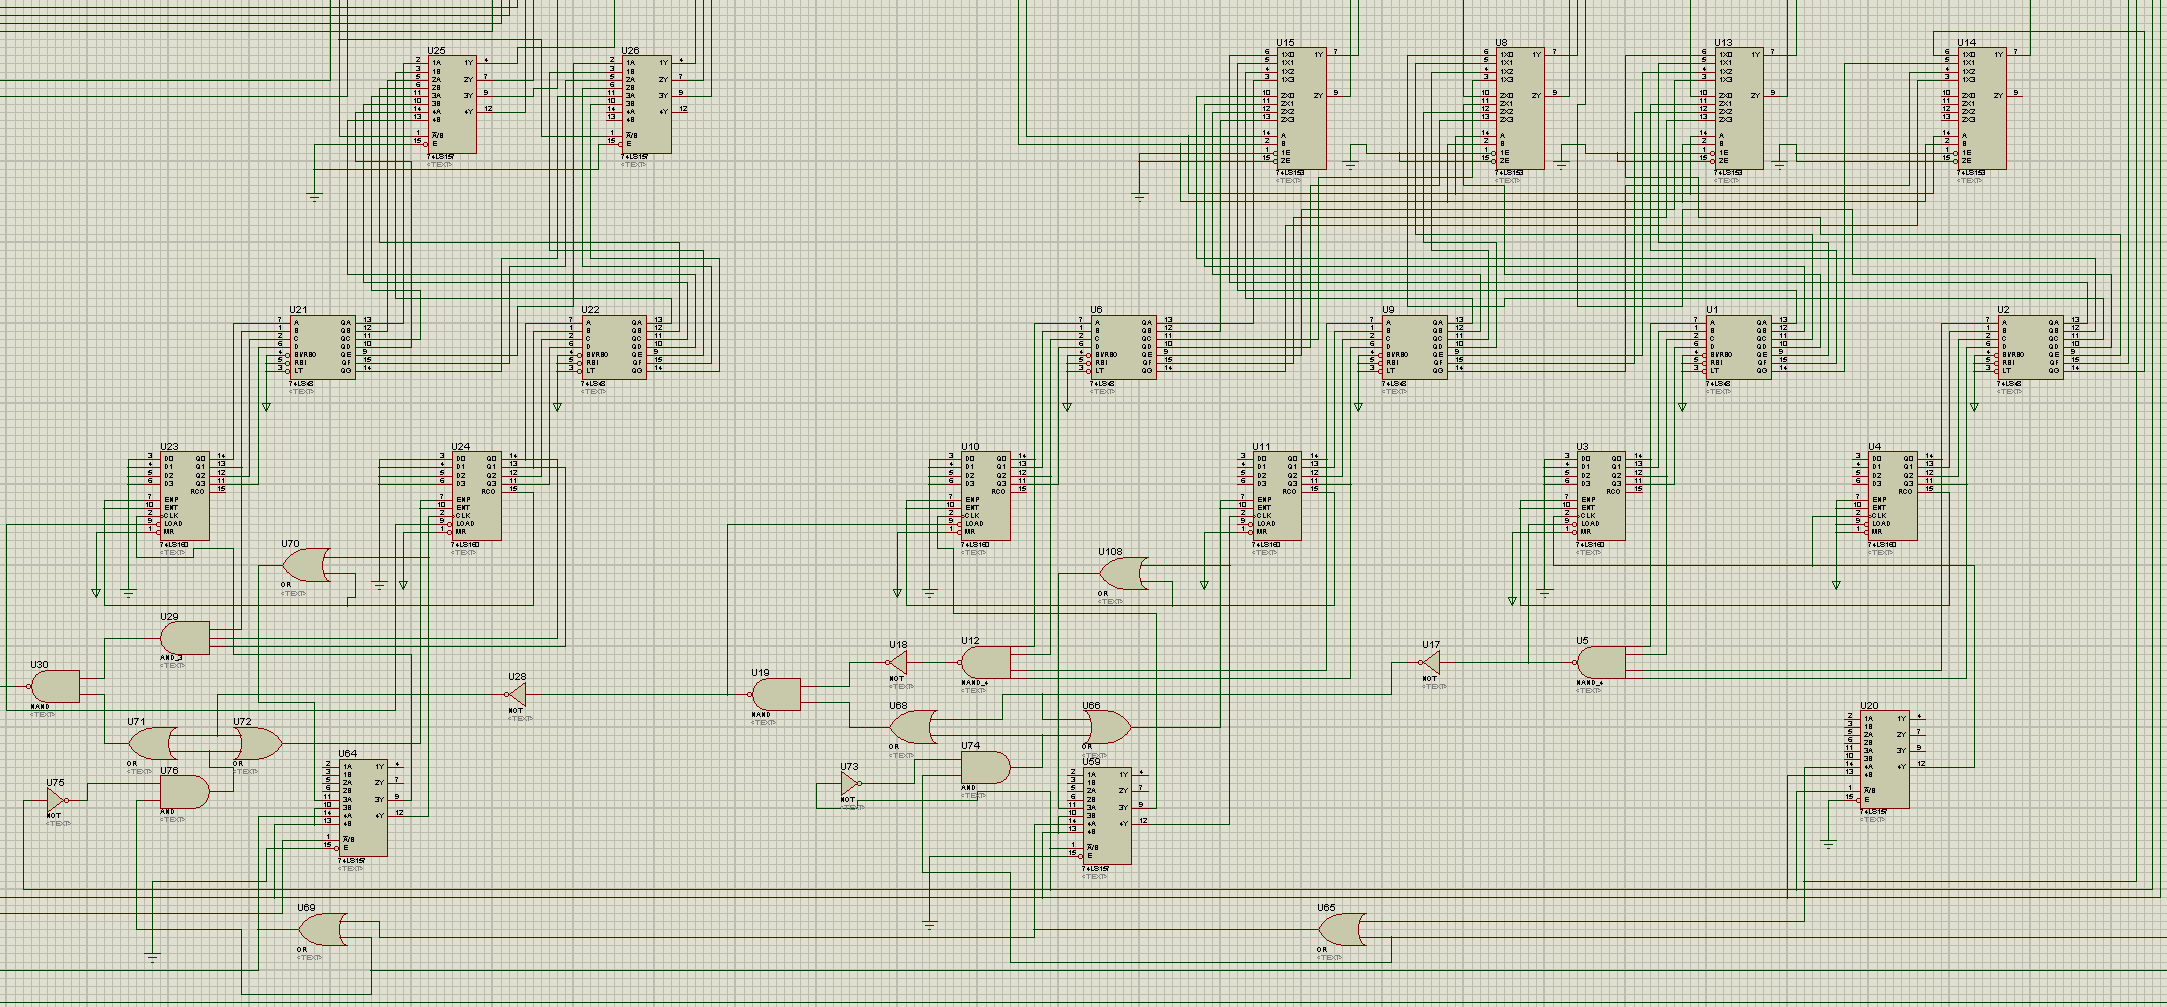 U25
2 1A 1Y 4
3 1B
5 2A 2Y 7
6 2B
11 3A 3Y 9
10 3B
14 4A 4Y 12
13 4B
1 A/B
15 E
74LS157
<TEXT>
U26
2 1A 1Y 4
3 1B
5 2A 2Y 7
6 2B
11 3A 3Y 9
10 3B
14 4A 4Y 12
13 4B
1 A/B
15 E
74LS157
<TEXT>
U15
6 1X0 1Y 7
5 1X1
4 1X2
3 1X3
10 2X0 2Y 9
11 2X1
12 2X2
13 2X3
14 A
2 B
1 1E
15 2E
74LS153
<TEXT>
U8
6 1X0 1Y 7
5 1X1
4 1X2
3 1X3
10 2X0 2Y 9
11 2X1
12 2X2
13 2X3
14 A
2 B
1 1E
15 2E
74LS153
<TEXT>
U13
6 1X0 1Y 7
5 1X1
4 1X2
3 1X3
10 2X0 2Y 9
11 2X1
12 2X2
13 2X3
14 A
2 B
1 1E
15 2E
74LS153
<TEXT>
U14
6 1X0 1Y 7
5 1X1
4 1X2
3 1X3
10 2X0 2Y 9
11 2X1
12 2X2
13 2X3
14 A
2 B
1 1E
15 2E
74LS153
<TEXT>
U21
7 A QA 13
1 B QB 12
2 C QC 11
6 D QD 10
4 BI/RBO QE 9
5 RBI QF 15
3 LT QG 14
74LS48
<TEXT>
U22
7 A QA 13
1 B QB 12
2 C QC 11
6 D QD 10
4 BI/RBO QE 9
5 RBI QF 15
3 LT QG 14
74LS48
<TEXT>
U6
7 A QA 13
1 B QB 12
2 C QC 11
6 D QD 10
4 BI/RBO QE 9
5 RBI QF 15
3 LT QG 14
74LS48
<TEXT>
U9
7 A QA 13
1 B QB 12
2 C QC 11
6 D QD 10
4 BI/RBO QE 9
5 RBI QF 15
3 LT QG 14
74LS48
<TEXT>
U1
7 A QA 13
1 B QB 12
2 C QC 11
6 D QD 10
4 BI/RBO QE 9
5 RBI QF 15
3 LT QG 14
74LS48
<TEXT>
U2
7 A QA 13
1 B QB 12
2 C QC 11
6 D QD 10
4 BI/RBO QE 9
5 RBI QF 15
3 LT QG 14
74LS48
<TEXT>
U23
3 D0 Q0 14
4 D1 Q1 13
5 D2 Q2 12
6 D3 Q3 11
RCO 15
7 ENP
10 ENT
2 CLK
9 LOAD
1 MR
74LS160
<TEXT>
U24
3 D0 Q0 14
4 D1 Q1 13
5 D2 Q2 12
6 D3 Q3 11
RCO 15
7 ENP
10 ENT
2 CLK
9 LOAD
1 MR
74LS160
<TEXT>
U10
3 D0 Q0 14
4 D1 Q1 13
5 D2 Q2 12
6 D3 Q3 11
RCO 15
7 ENP
10 ENT
2 CLK
9 LOAD
1 MR
74LS160
<TEXT>
U11
3 D0 Q0 14
4 D1 Q1 13
5 D2 Q2 12
6 D3 Q3 11
RCO 15
7 ENP
10 ENT
2 CLK
9 LOAD
1 MR
74LS160
<TEXT>
U3
3 D0 Q0 14
4 D1 Q1 13
5 D2 Q2 12
6 D3 Q3 11
RCO 15
7 ENP
10 ENT
2 CLK
9 LOAD
1 MR
74LS160
<TEXT>
U4
3 D0 Q0 14
4 D1 Q1 13
5 D2 Q2 12
6 D3 Q3 11
RCO 15
7 ENP
10 ENT
2 CLK
9 LOAD
1 MR
74LS160
<TEXT>
U70
OR
<TEXT>
U108
OR
<TEXT>
U29
AND_3
<TEXT>
U30
NAND
<TEXT>
U28
NOT
<TEXT>
U19
NAND
<TEXT>
U18
NOT
<TEXT>
U12
NAND_4
<TEXT>
U17
NOT
<TEXT>
U5
NAND_4
<TEXT>
U71
OR
<TEXT>
U72
OR
<TEXT>
U68
OR
<TEXT>
U66
OR
<TEXT>
U75
NOT
<TEXT>
U76
AND
<TEXT>
U73
NOT
<TEXT>
U74
AND
<TEXT>
U64
2 1A 1Y 4
3 1B
5 2A 2Y 7
6 2B
11 3A 3Y 9
10 3B
14 4A 4Y 12
13 4B
1 A/B
15 E
74LS157
<TEXT>
U59
2 1A 1Y 4
3 1B
5 2A 2Y 7
6 2B
11 3A 3Y 9
10 3B
14 4A 4Y 12
13 4B
1 A/B
15 E
74LS157
<TEXT>
U20
2 1A 1Y 4
3 1B
5 2A 2Y 7
6 2B
11 3A 3Y 9
10 3B
14 4A 4Y 12
13 4B
1 A/B
15 E
74LS157
<TEXT>
U69
OR
<TEXT>
U65
OR
<TEXT>